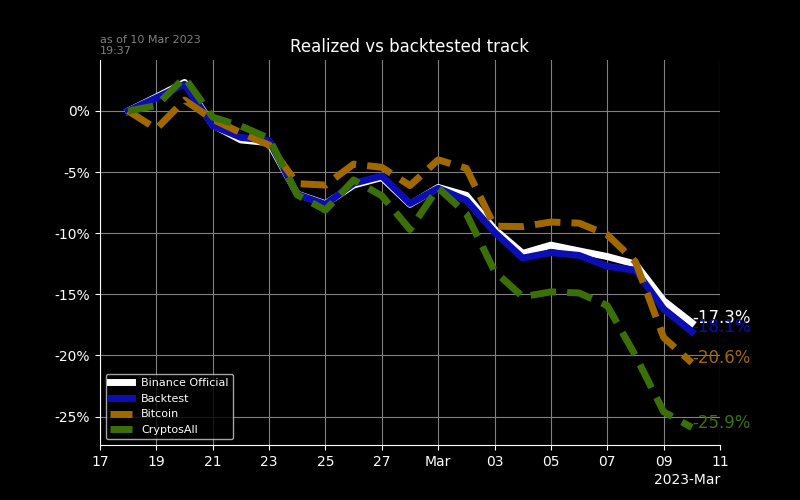 as of 10 Mar 2023
19:37
Realized vs backtested track
0%
-5%
-10%
-15%
-20%
-25%
-17.3%
-18.1%
-20.6%
-25.9%
Binance Official
Backtest
Bitcoin
CryptosAll
17 19 21 23 25 27 Mar 03 05 07 09 11
2023-Mar